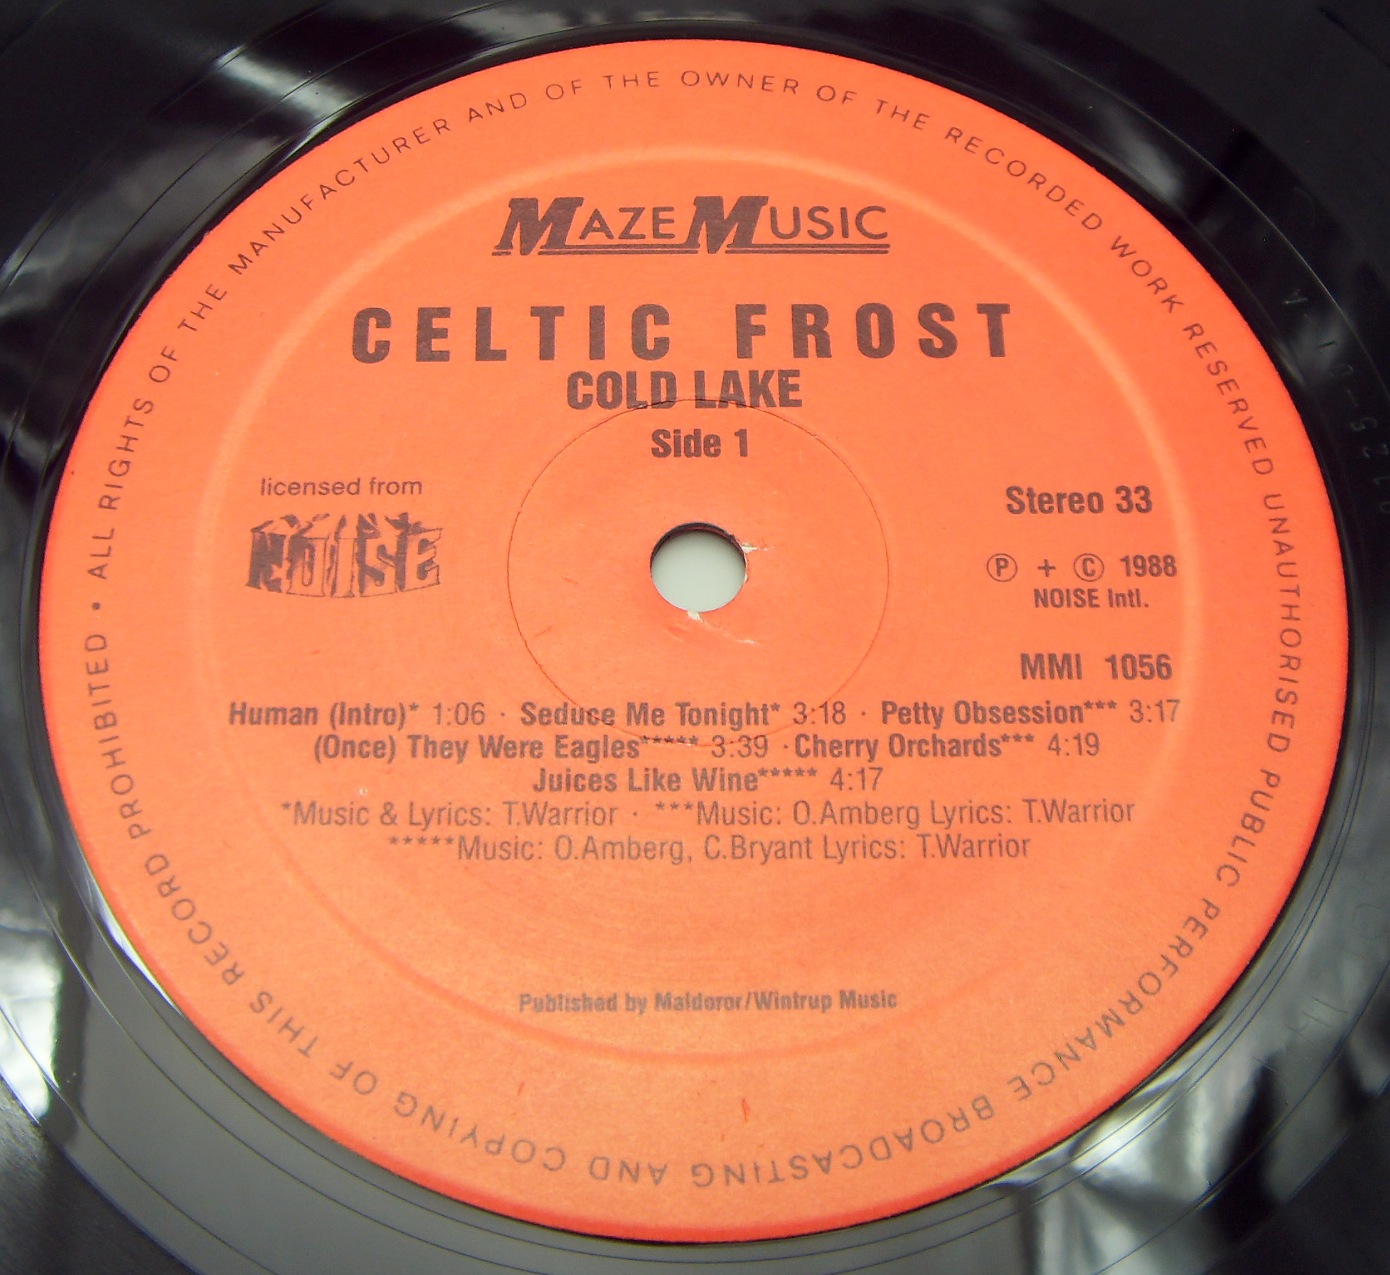 ALL RIGHTS OF THE MANUFACTURER AND OF THE OWNER OF THE RECORDED WORK RESERVED UNAUTHORISED PUBLIC PERFORMANCE BROADCASTING AND COPYING OF THIS RECORD PROHIBITED •
MAZE MUSIC
CELTIC FROST
COLD LAKE
Side 1
licensed from
NOISE
Stereo 33
Ⓟ + © 1988
NOISE Intl.
MMI 1056
Human (Intro)* 1:06 · Seduce Me Tonight* 3:18 · Petty Obsession*** 3:17
(Once) They Were Eagles***** 3:39 · Cherry Orchards*** 4:19
Juices Like Wine***** 4:17
*Music & Lyrics: T.Warrior · ***Music: O.Amberg Lyrics: T.Warrior
*****Music: O.Amberg, C.Bryant Lyrics: T.Warrior
Published by Maldoror/Wintrup Music